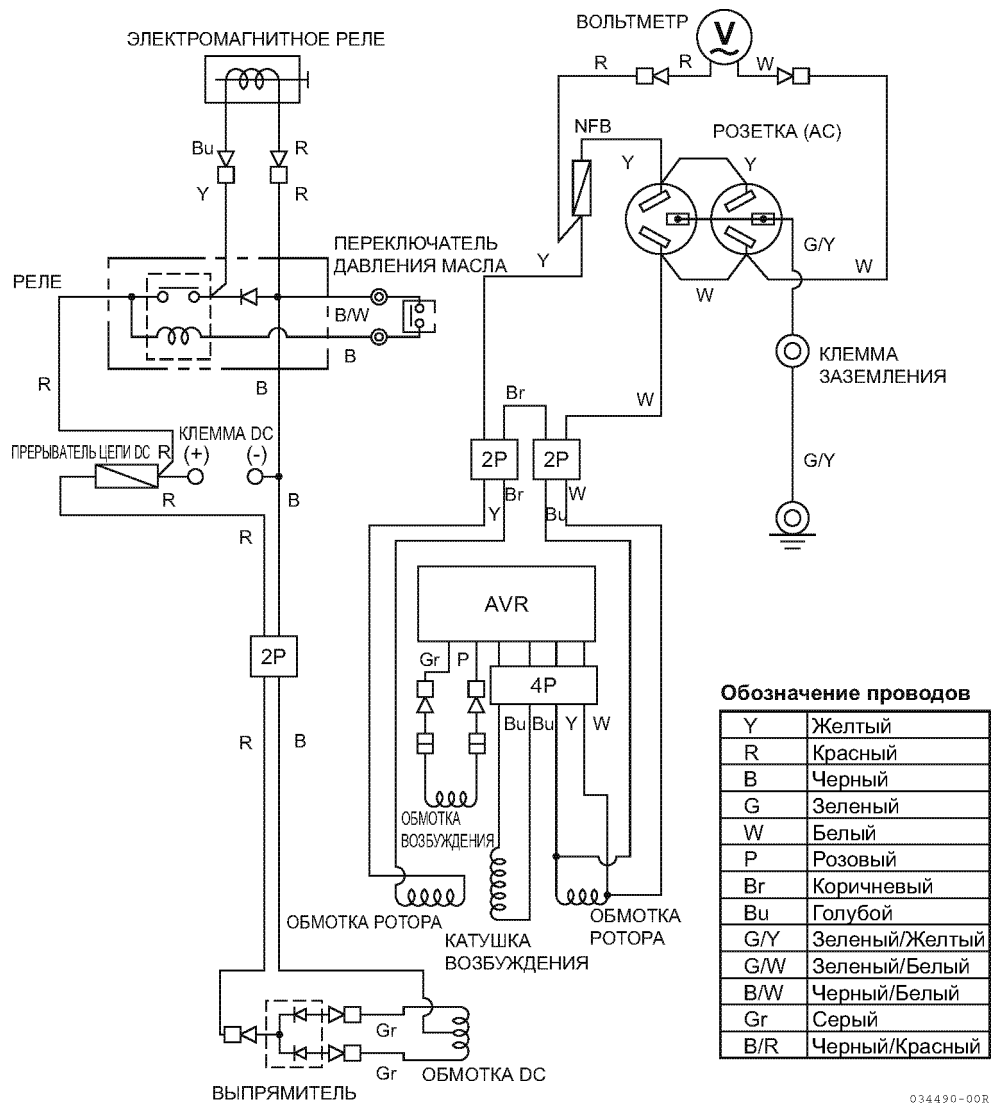 ВОЛЬТМЕТР
V
ЭЛЕКТРОМАГНИТНОЕ РЕЛЕ
R
R
W
NFB
РОЗЕТКА (AC)
Bu
R
Y
Y
Y
R
ПЕРЕКЛЮЧАТЕЛЬ
ДАВЛЕНИЯ МАСЛА
G/Y
Y
W
РЕЛЕ
W
B/W
B
КЛЕММА
ЗАЗЕМЛЕНИЯ
R
B
Br
W
ПРЕРЫВАТЕЛЬ ЦЕПИ DC
R
КЛЕММА DC
(+)
(-)
2P
2P
G/Y
R
B
Br
W
Y
Bu
R
AVR
2P
Gr
P
4P
R
B
Bu
Bu
Y
W
ОБМОТКА
ВОЗБУЖДЕНИЯ
ОБМОТКА РОТОРА
ОБМОТКА
РОТОРА
КАТУШКА
ВОЗБУЖДЕНИЯ
Gr
Gr
ОБМОТКА DC
ВЫПРЯМИТЕЛЬ
Обозначение проводов
Y Желтый
R Красный
B Черный
G Зеленый
W Белый
P Розовый
Br Коричневый
Bu Голубой
G/Y Зеленый/Желтый
G/W Зеленый/Белый
B/W Черный/Белый
Gr Серый
B/R Черный/Красный
034490-00R